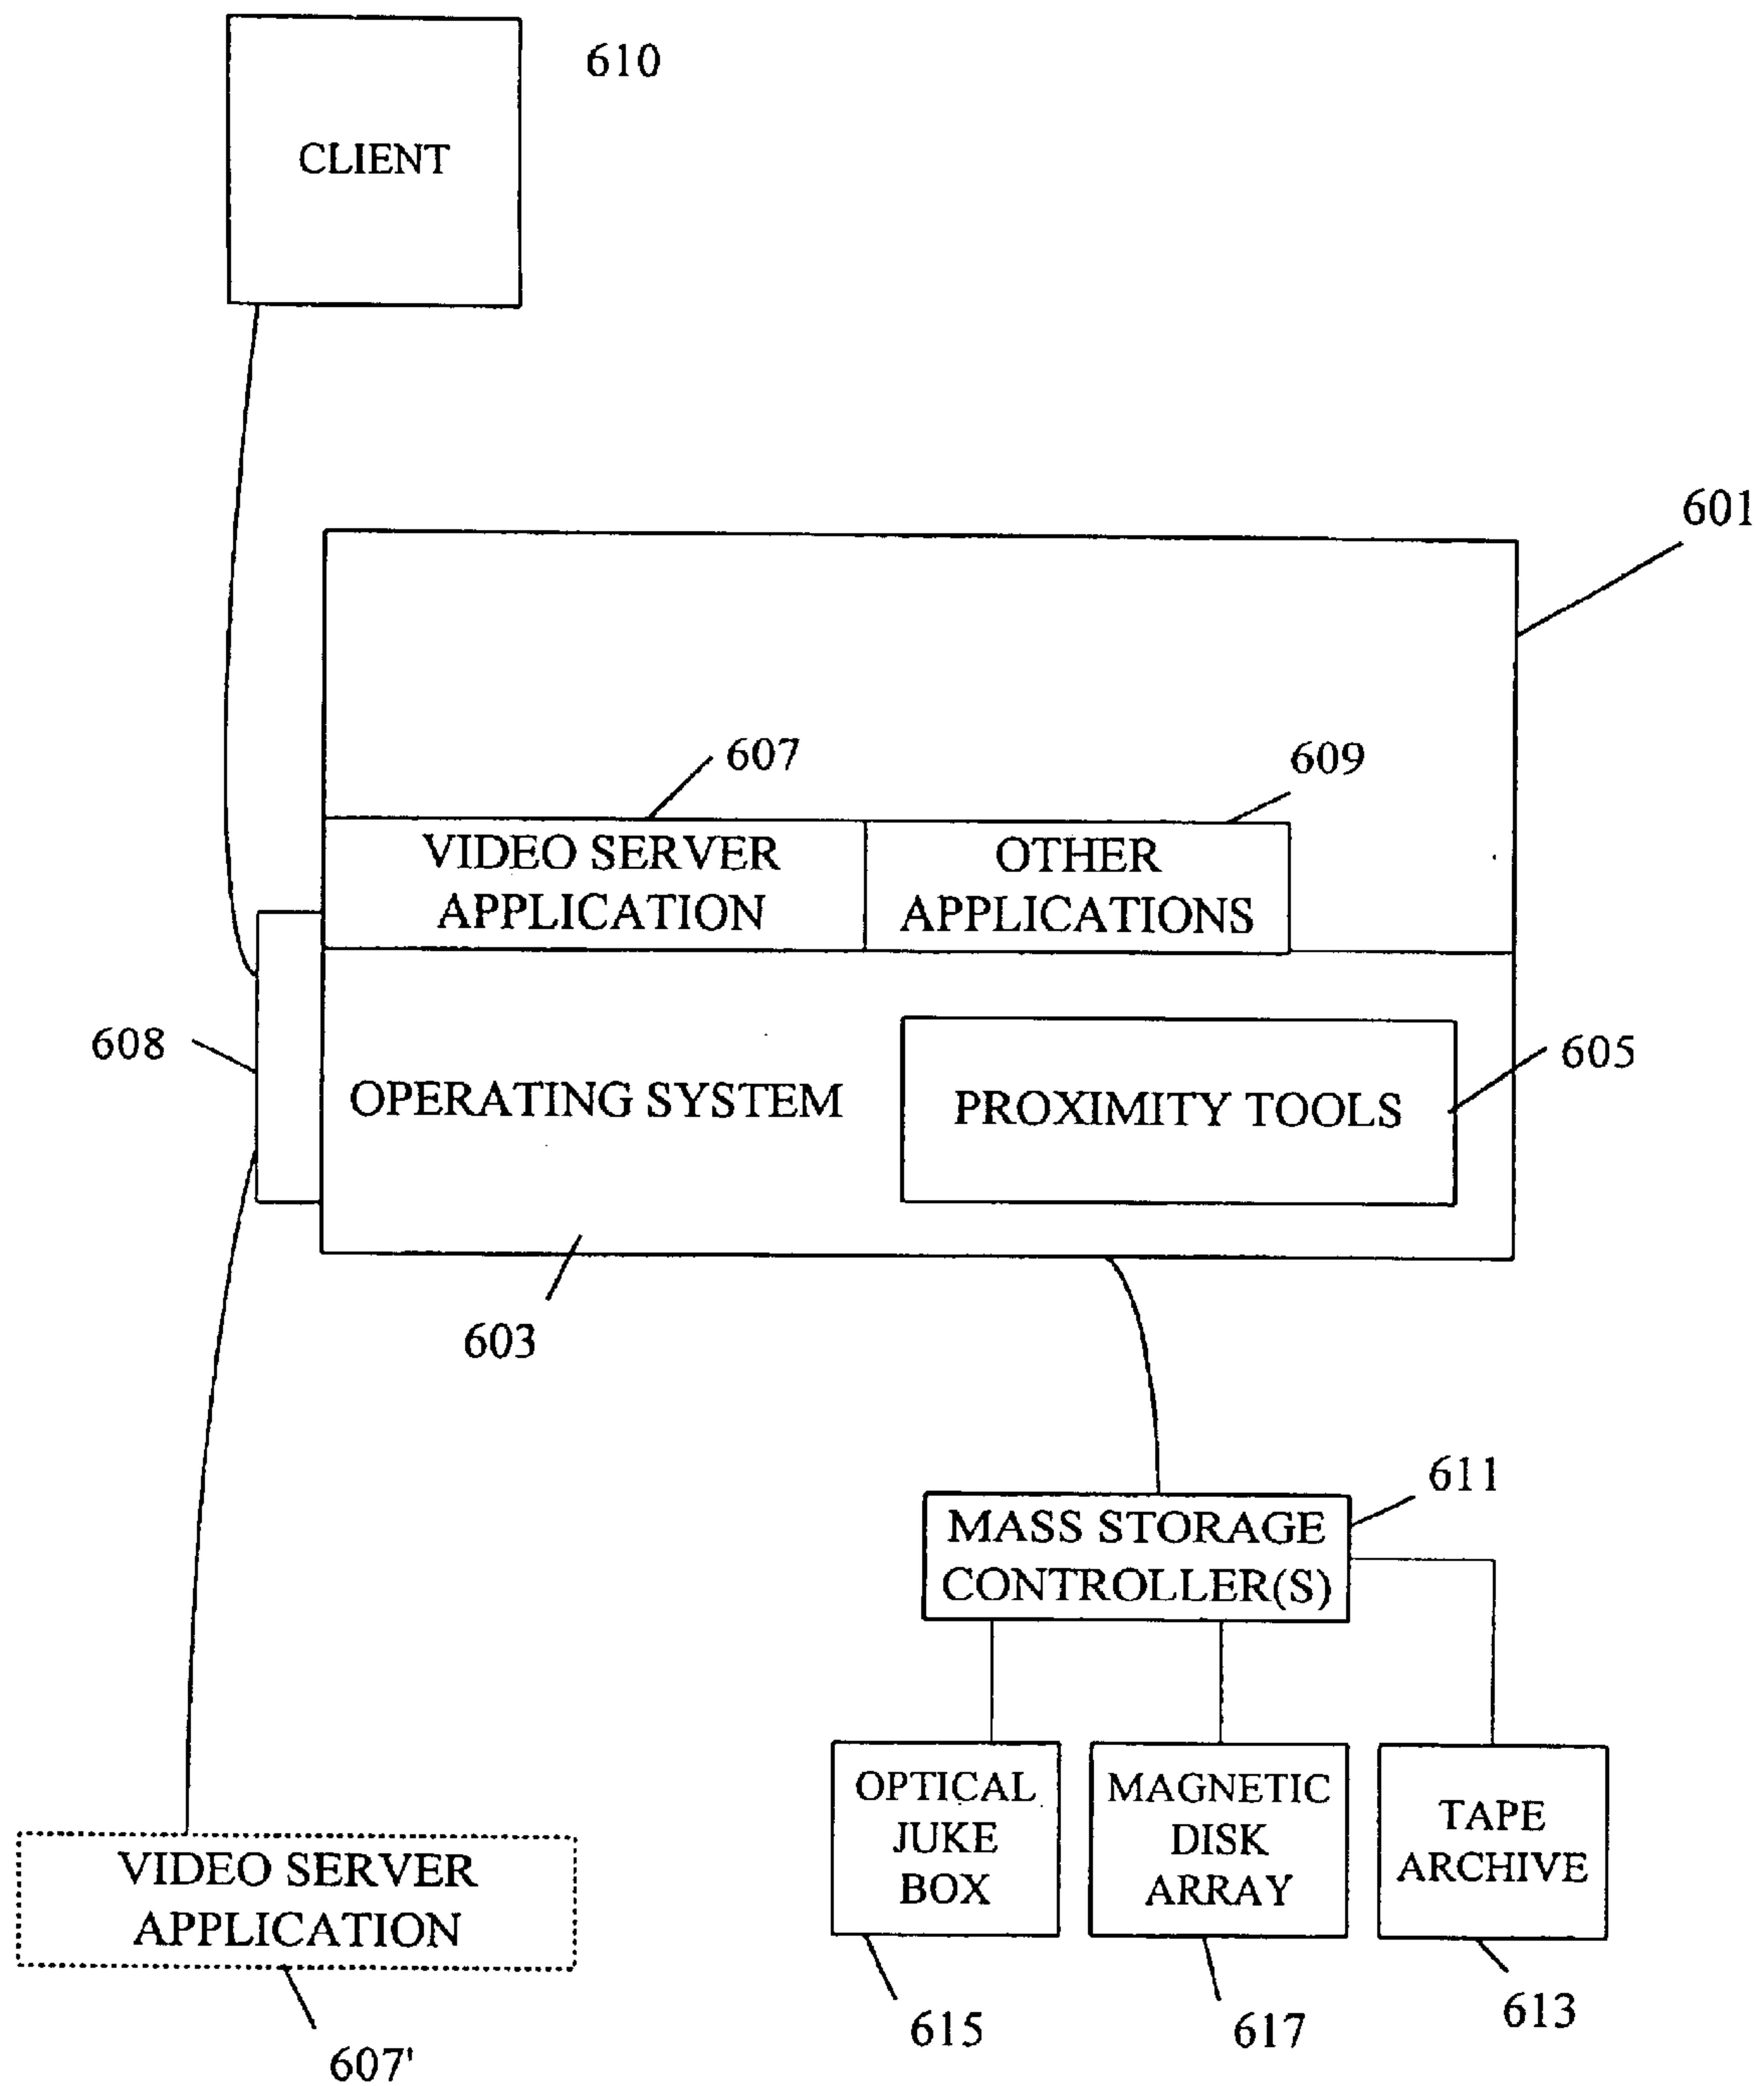 610
CLIENT
601
607
609
VIDEO SERVER
APPLICATION
OTHER
APPLICATIONS
608
OPERATING SYSTEM
PROXIMITY TOOLS
605
603
611
MASS STORAGE
CONTROLLER(S)
OPTICAL
JUKE
BOX
MAGNETIC
DISK
ARRAY
TAPE
ARCHIVE
VIDEO SERVER
APPLICATION
615
617
613
607'